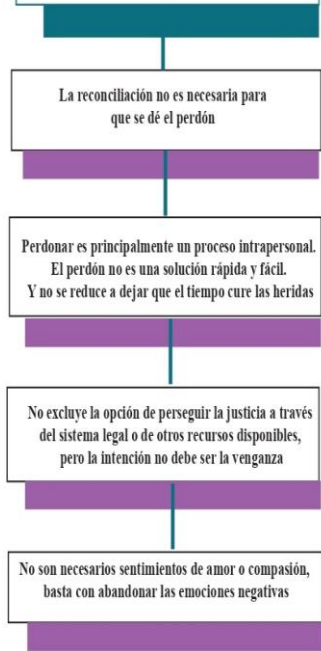 La reconciliación no es necesaria para
que se dé el perdón
Perdonar es principalmente un proceso intrapersonal.
El perdón no es una solución rápida y fácil.
Y no se reduce a dejar que el tiempo cure las heridas
No excluye la opción de perseguir la justicia a través
del sistema legal o de otros recursos disponibles,
pero la intención no debe ser la venganza
No son necesarios sentimientos de amor o compasión,
basta con abandonar las emociones negativas